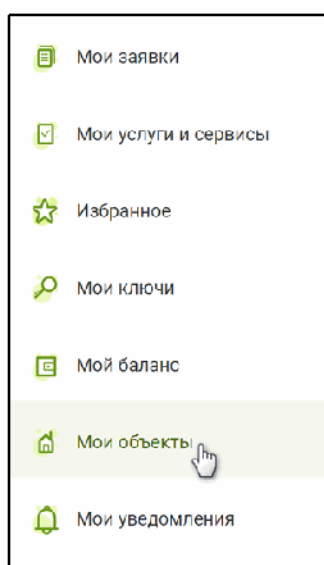 Мои заявки
Мои услуги и сервисы
Избранное
Мои ключи
Мой баланс
Мои объекты
Мои уведомления